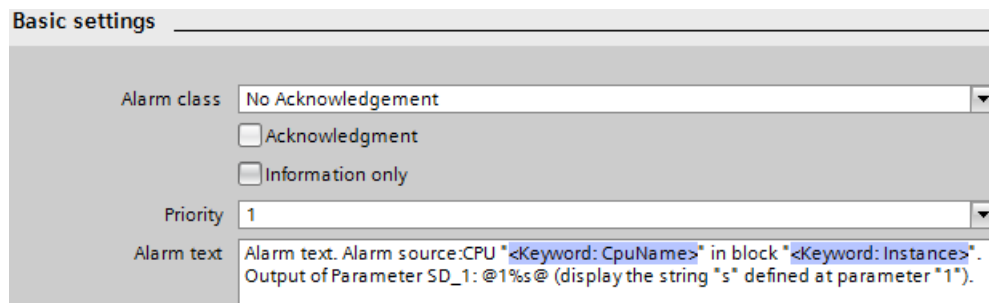 Basic settings
Alarm class No Acknowledgement
Acknowledgment
Information only
Priority 1
Alarm text Alarm text. Alarm source:CPU "<Keyword: CpuName>" in block "<Keyword: Instance>".
Output of Parameter SD_1: @1%s@ (display the string "s" defined at parameter "1").